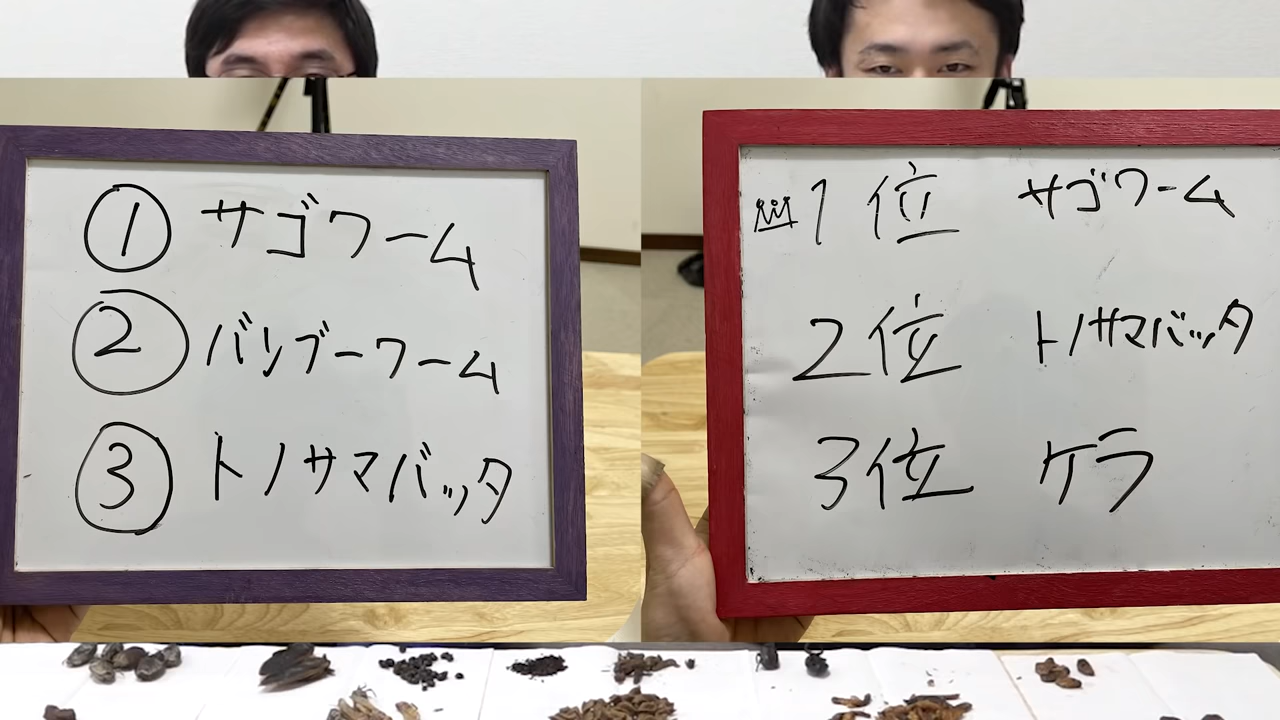 ① サゴワーム
② バンブーワーム
③ トノサマバッタ
1位 サゴワーム
2位 トノサマバッタ
3位 ケラ